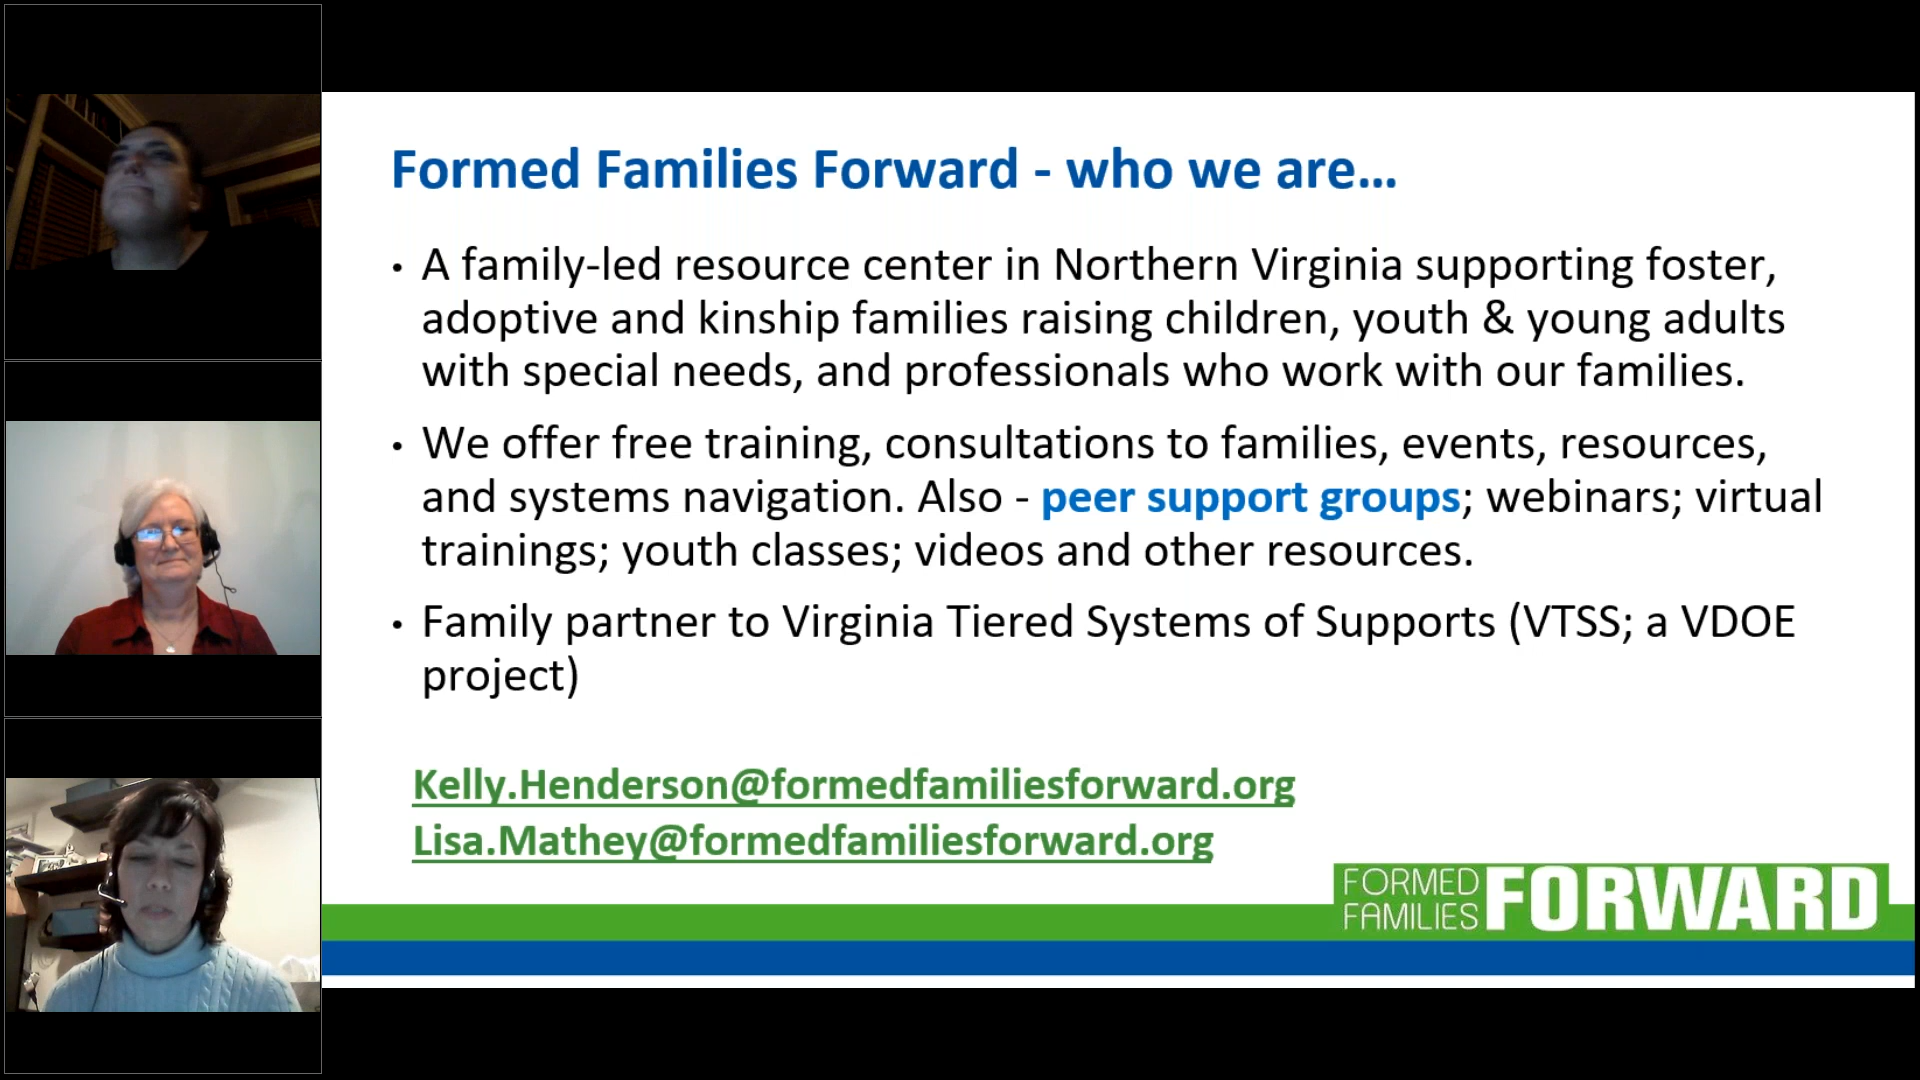 Formed Families Forward - who we are...
• A family-led resource center in Northern Virginia supporting foster,
adoptive and kinship families raising children, youth & young adults
with special needs, and professionals who work with our families.
• We offer free training, consultations to families, events, resources,
and systems navigation. Also - peer support groups; webinars; virtual
trainings; youth classes; videos and other resources.
• Family partner to Virginia Tiered Systems of Supports (VTSS; a VDOE
project)
Kelly.Henderson@formedfamiliesforward.org
Lisa.Mathey@formedfamiliesforward.org
FORMED
FAMILIES
FORWARD